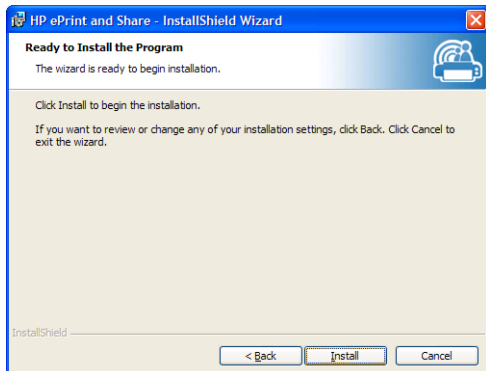 HP ePrint and Share - InstallShield Wizard
Ready to Install the Program
The wizard is ready to begin installation.
Click Install to begin the installation.
If you want to review or change any of your installation settings, click Back. Click Cancel to
exit the wizard.
InstallShield
< Back Install Cancel